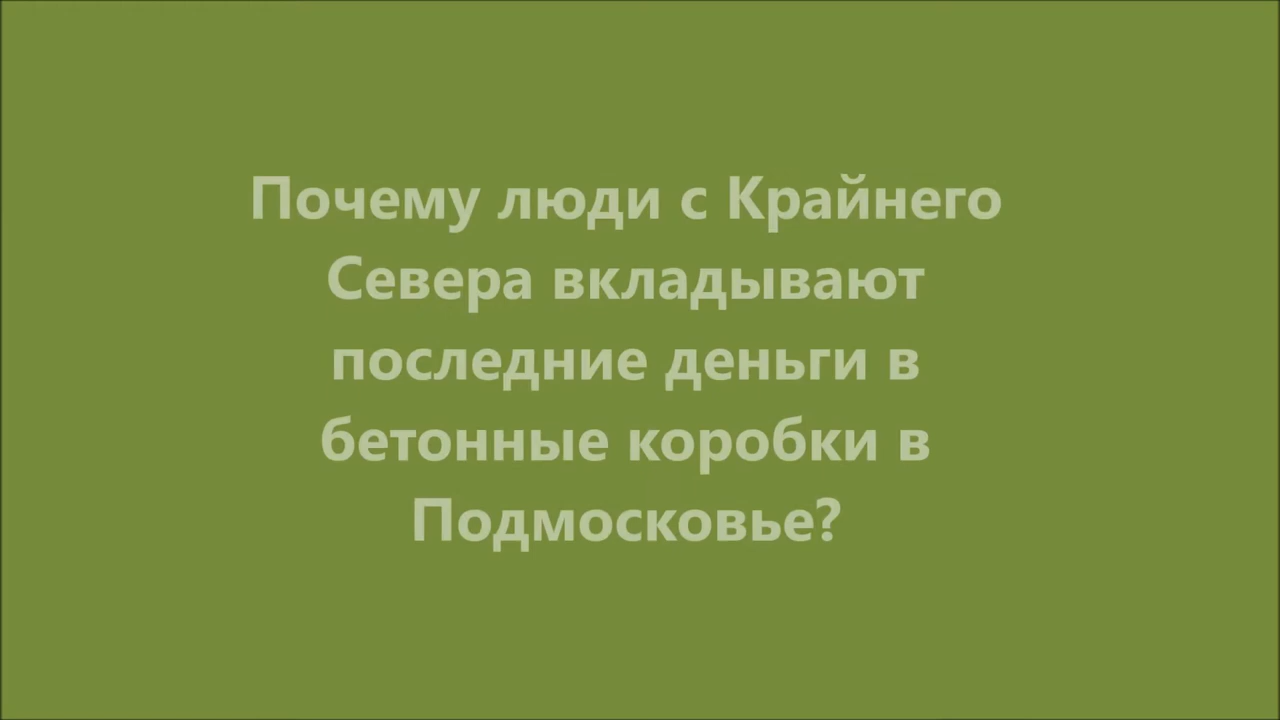 Почему люди с Крайнего
Севера вкладывают
последние деньги в
бетонные коробки в
Подмосковье?